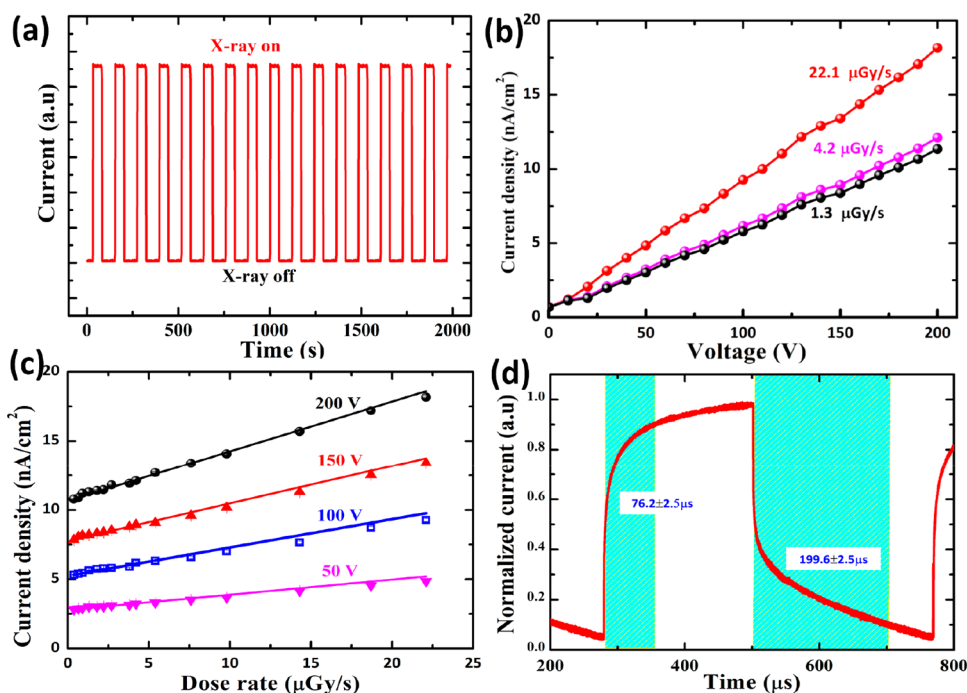 (a)
X-ray on
X-ray off
Current (a.u)
0 500 1000 1500 2000
Time (s)
(b)
22.1 μGy/s
4.2 μGy/s
1.3 μGy/s
Current density (nA/cm²)
20
15
10
5
0
0 50 100 150 200
Voltage (V)
(c)
200 V
150 V
100 V
50 V
Current density (nA/cm²)
20
15
10
5
0
0 5 10 15 20 25
Dose rate (μGy/s)
(d)
76.2±2.5μs
199.6±2.5μs
Normalized current (a.u)
1.0
0.8
0.6
0.4
0.2
0.0
200 400 600 800
Time (μs)